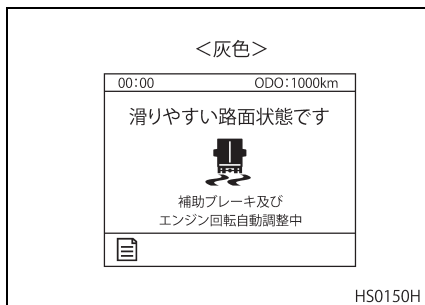 ＜灰色＞
00:00 ODO:1000km
滑りやすい路面状態です
補助ブレーキ及び
エンジン回転自動調整中
HS0150H